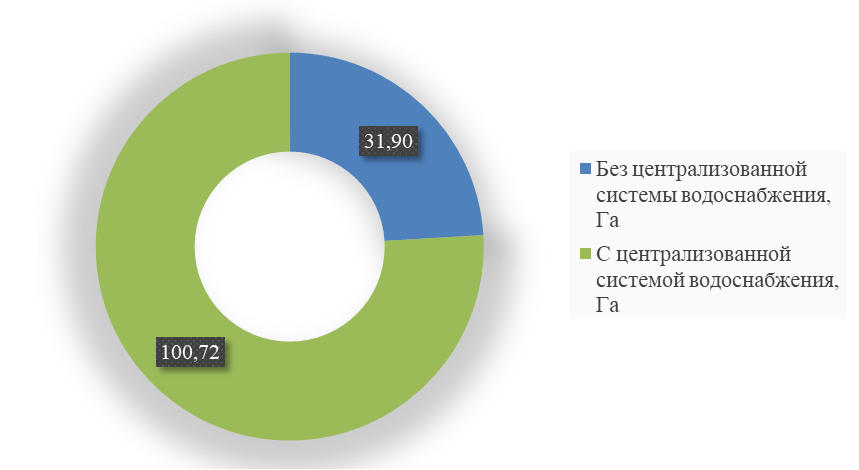 31,90
100,72
Без централизованной
системы водоснабжения,
Га
С централизованной
системой водоснабжения,
Га